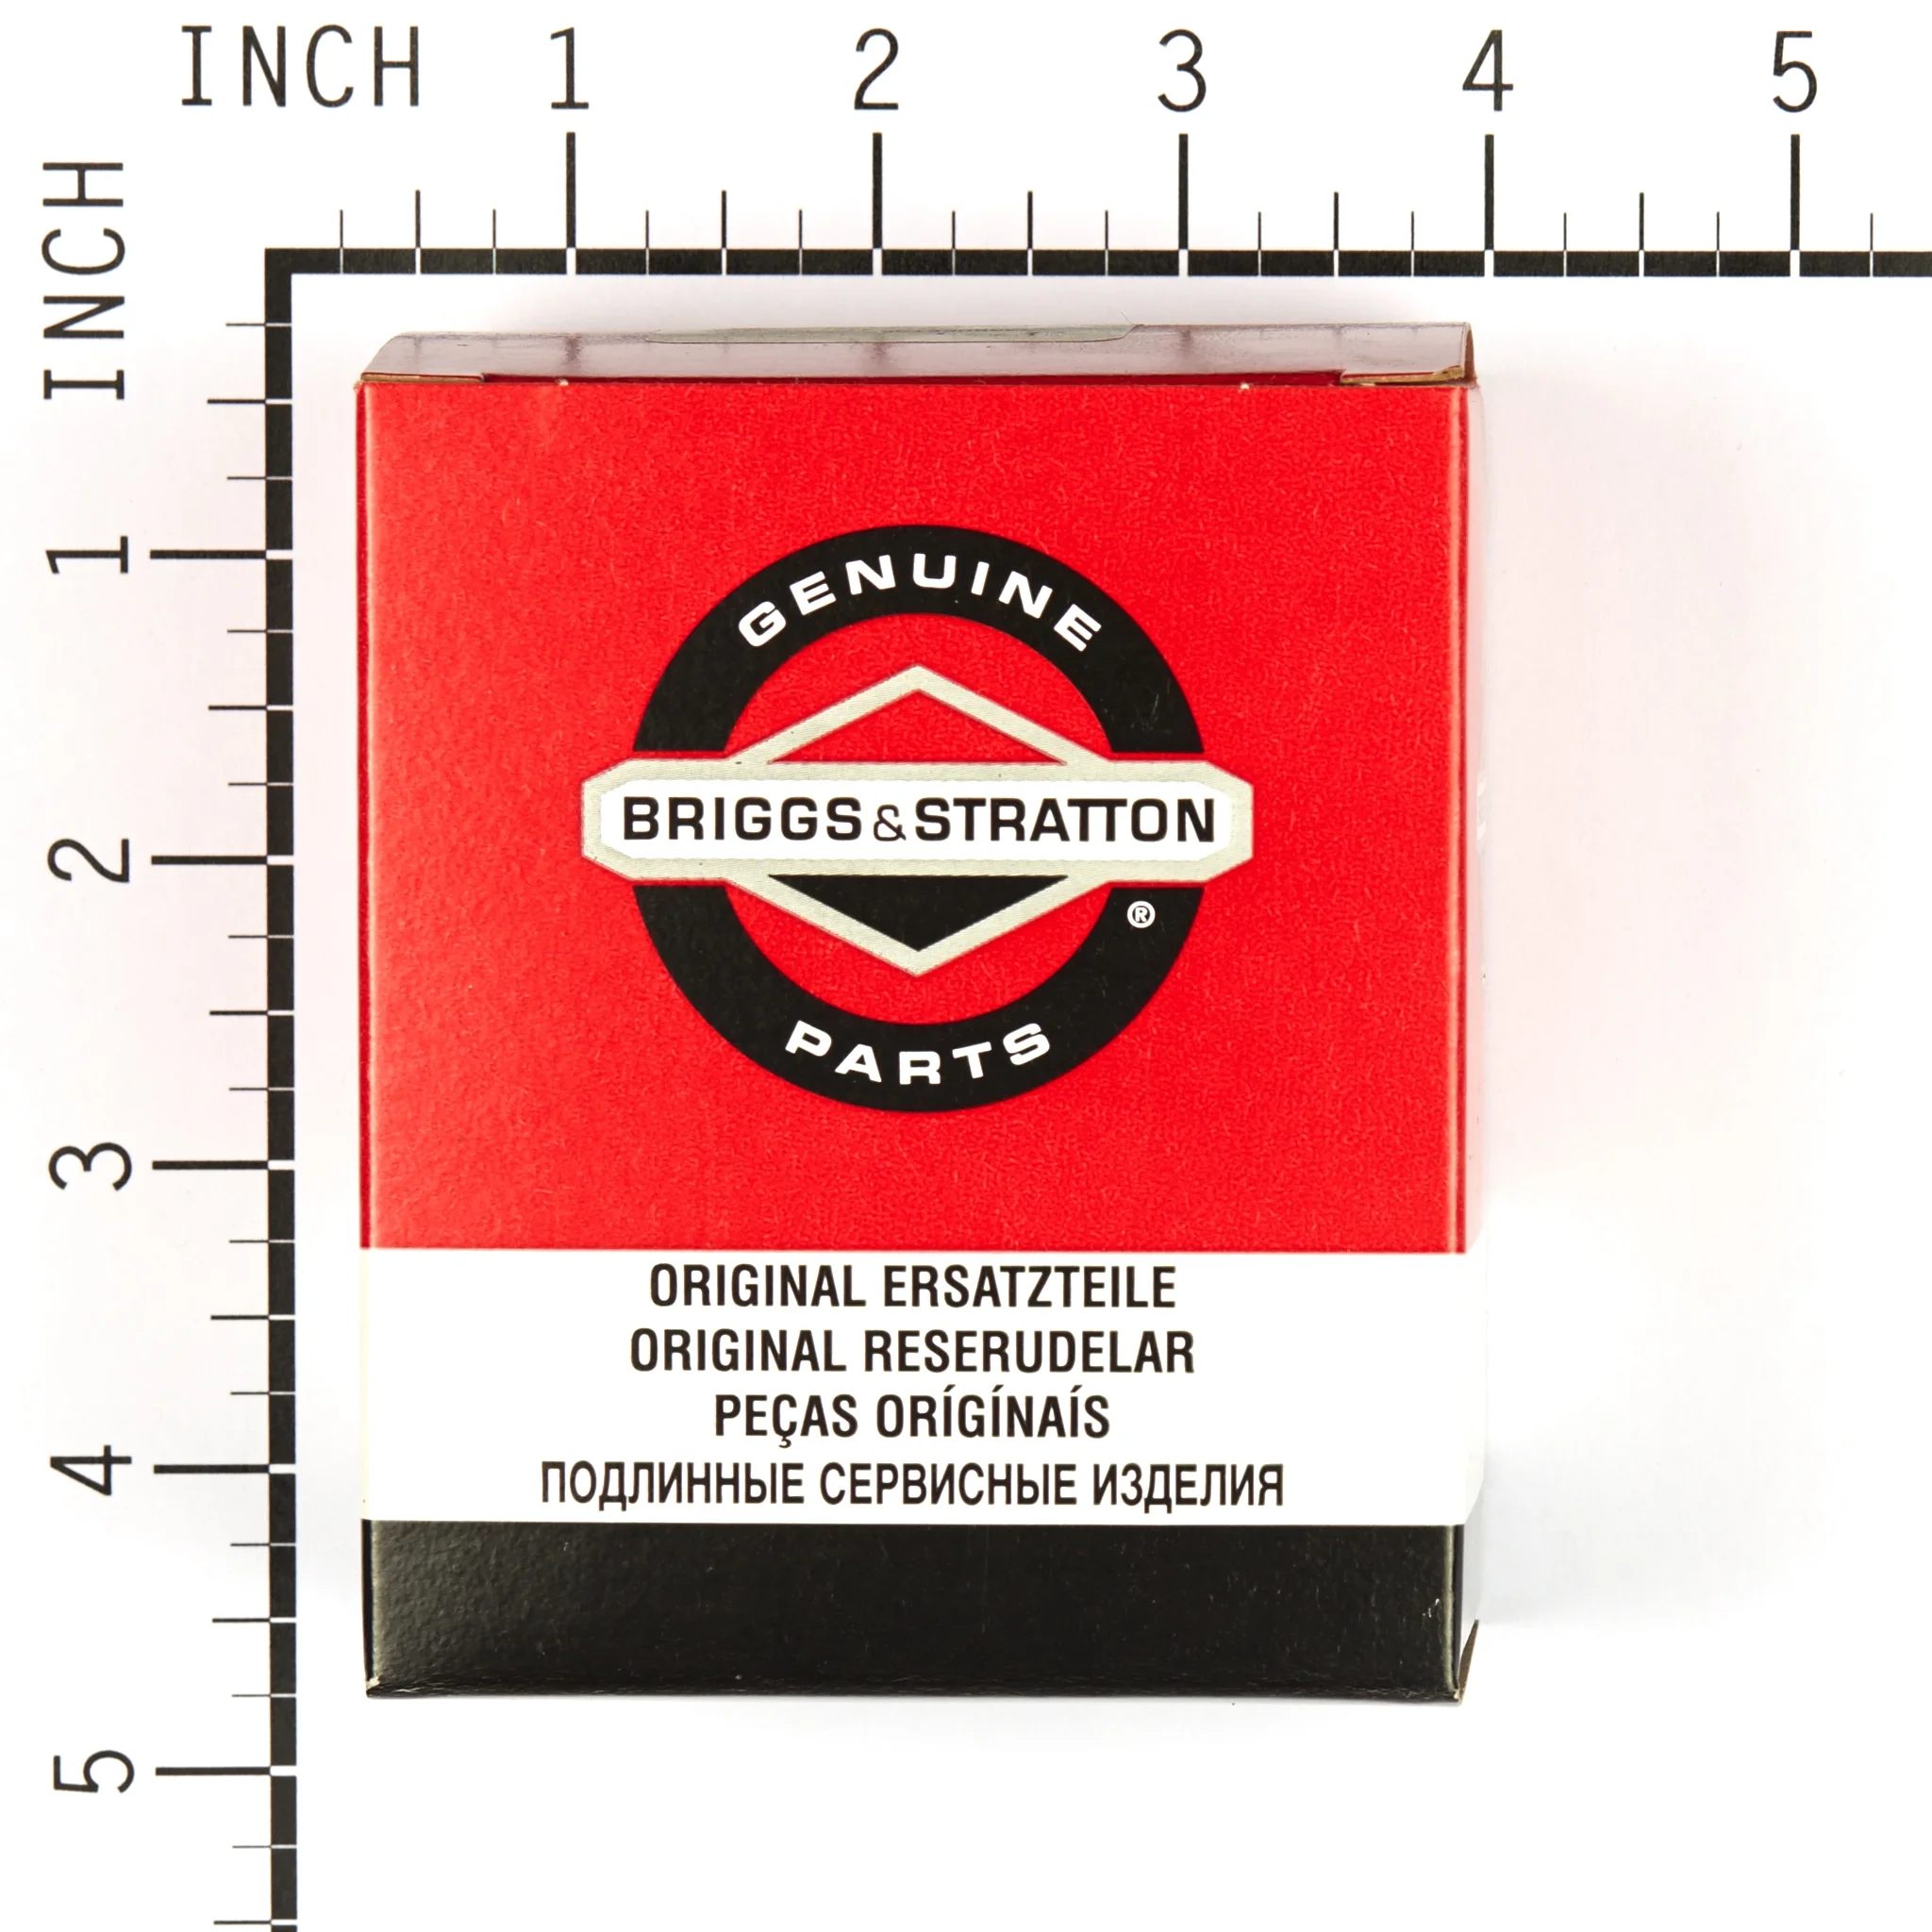 INCH 1 2 3 4 5
INCH 1 2 3 4 5
GENUINE
BRIGGS & STRATTON
®
PARTS
ORIGINAL ERSATZTEILE
ORIGINAL RESERUDELAR
PEÇAS ORÍGÍNAÍS
ПОДЛИННЫЕ СЕРВИСНЫЕ ИЗДЕЛИЯ